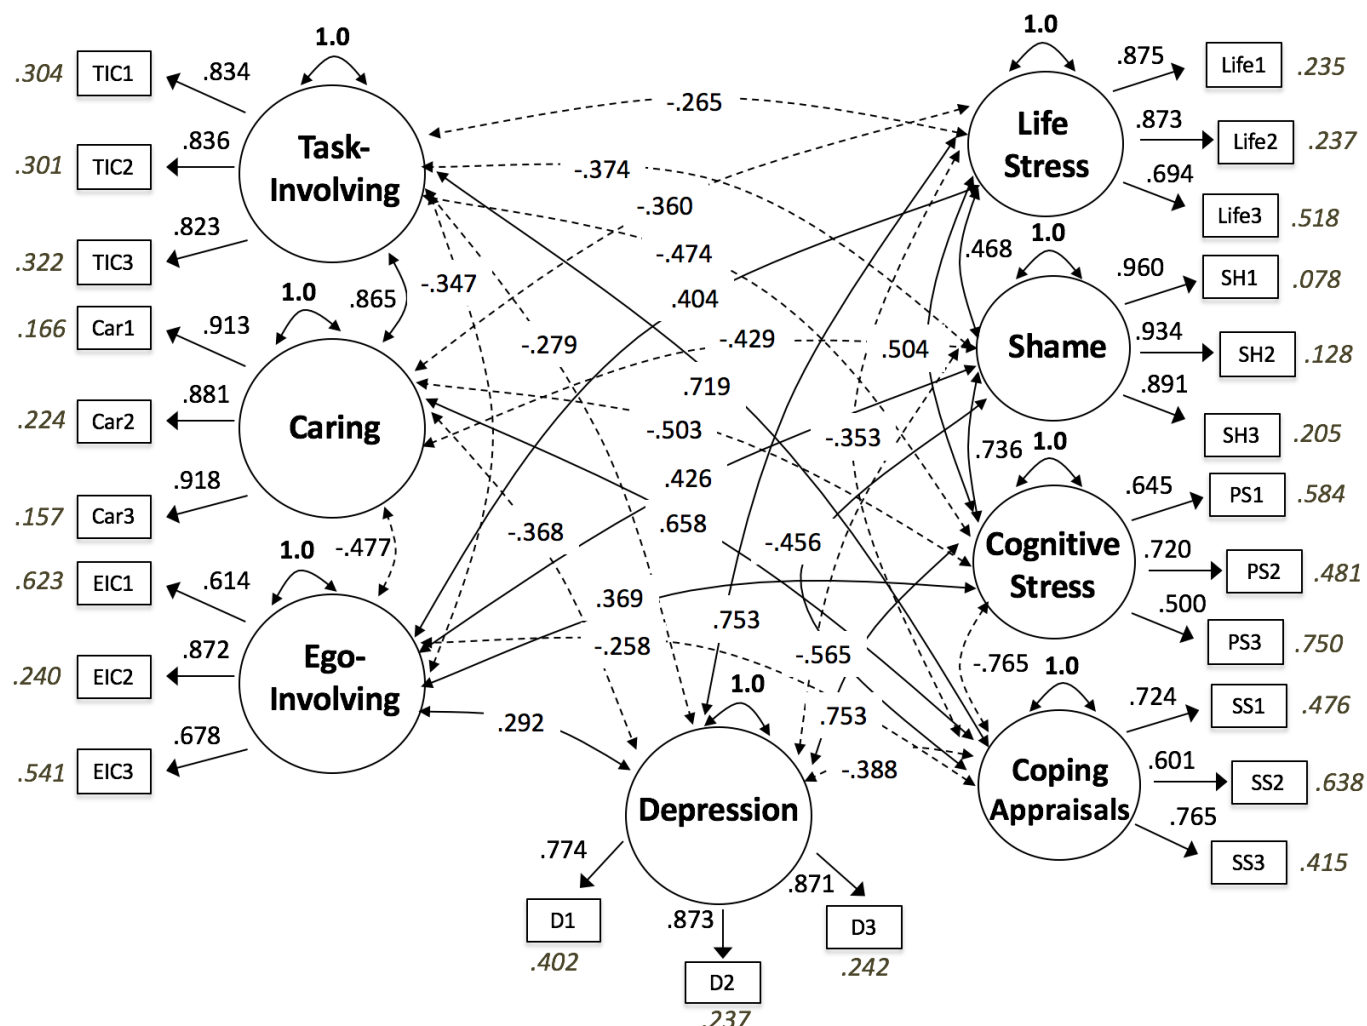 1.0
1.0
.304
TIC1
.834
.875
Life1
.235
-.265
Task-
Involving
Life
Stress
.301
TIC2
.836
.873
Life2
.237
-.374
.694
-.360
Life3
.518
.322
TIC3
.823
-.474
.468
1.0
.960
SH1
.078
1.0
.865
-.347
.404
.166
Car1
.913
-.279
-.429
.504
Shame
.934
SH2
.128
.881
.719
.891
.224
Car2
Caring
-.503
-.353
SH3
.205
.918
.426
.736
1.0
.645
PS1
.584
.157
Car3
.658
-.368
-.456
Cognitive
Stress
.720
PS2
.481
1.0
-.477
.623
EIC1
.614
.369
.753
.500
PS3
.750
.872
Ego-
Involving
-.258
-.565
-.765
1.0
.240
EIC2
1.0
.724
SS1
.476
.678
.292
.753
.541
EIC3
-.388
Coping
Appraisals
.601
SS2
.638
Depression
.765
.774
.871
SS3
.415
D1
.873
D3
.402
.242
D2
.237